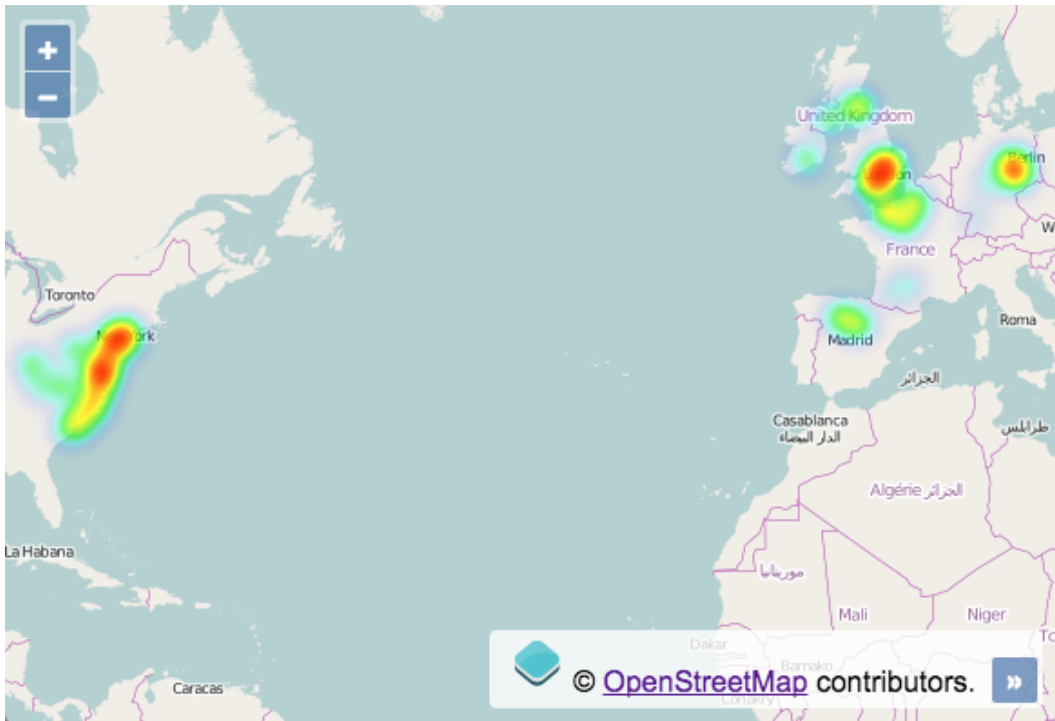 +
−
United Kingdom
Berlin
London
W
France
Toronto
New York
Roma
Madrid
الجزائر
Casablanca
الدار البيضاء
طرابلس
Algérie الجزائر
La Habana
موريتانيا
Mali
Niger
To
Dakar
Bamako
© OpenStreetMap contributors.
»
Conakry
Caracas